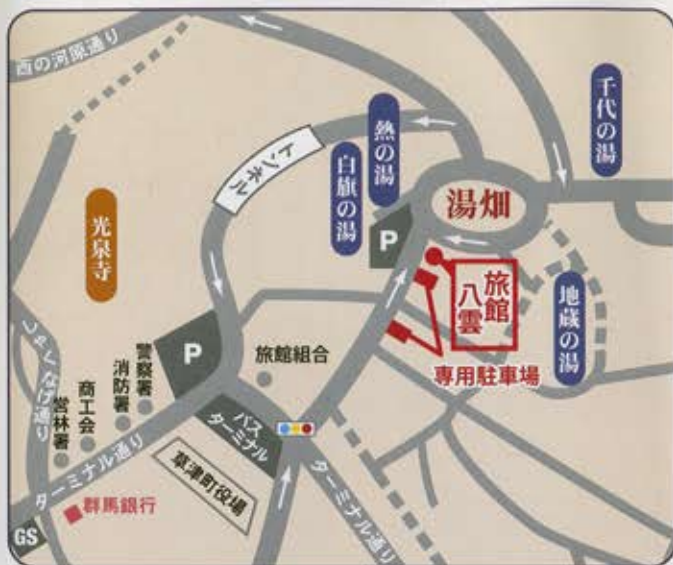 西の河原通り
千代の湯
熱の湯
白旗の湯
トンネル
湯畑
P
光泉寺
旅館
八雲
地蔵の湯
専用駐車場
P
旅館組合
しゃくなげ通り
警察署
消防署
商工会
営林署
バス
ターミナル
ターミナル通り
草津町役場
ターミナル通り
群馬銀行
GS